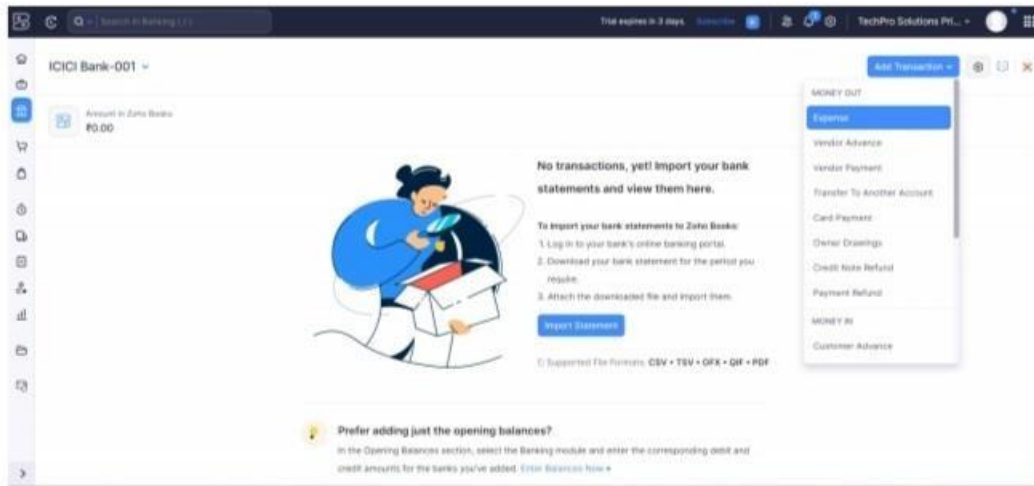 Search in Banking ( / )
Trial expires in 3 days.
Subscribe
TechPro Solutions Pri...
ICICI Bank-001
Add Transaction
Amount in Zoho Books
₹0.00
MONEY OUT
Expense
Vendor Advance
Vendor Payment
Transfer To Another Account
Card Payment
Owner Drawings
Credit Note Refund
Payment Refund
MONEY IN
Customer Advance
No transactions, yet! Import your bank
statements and view them here.
To import your bank statements to Zoho Books:
1. Log in to your bank's online banking portal.
2. Download your bank statement for the period you
require.
3. Attach the downloaded file and import them.
Import Statement
Supported File Formats: CSV • TSV • OFX • QIF • PDF
Prefer adding just the opening balances?
In the Opening Balances section, select the Banking module and enter the corresponding debit and
credit amounts for the banks you've added. Enter Balances Now